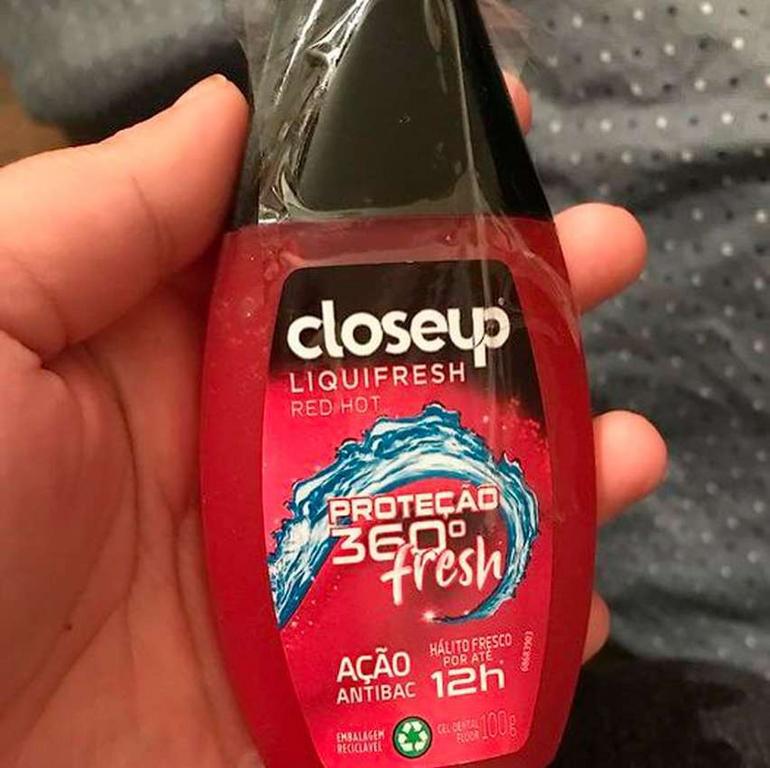 closeup
LIQUIFRESH
RED HOT
PROTEÇÃO
360º
fresh
AÇÃO
ANTIBAC
HÁLITO FRESCO
POR ATÉ
12h
EMBALAGEM
RECICLÁVEL
GEL DENTAL
FLÚOR
100g